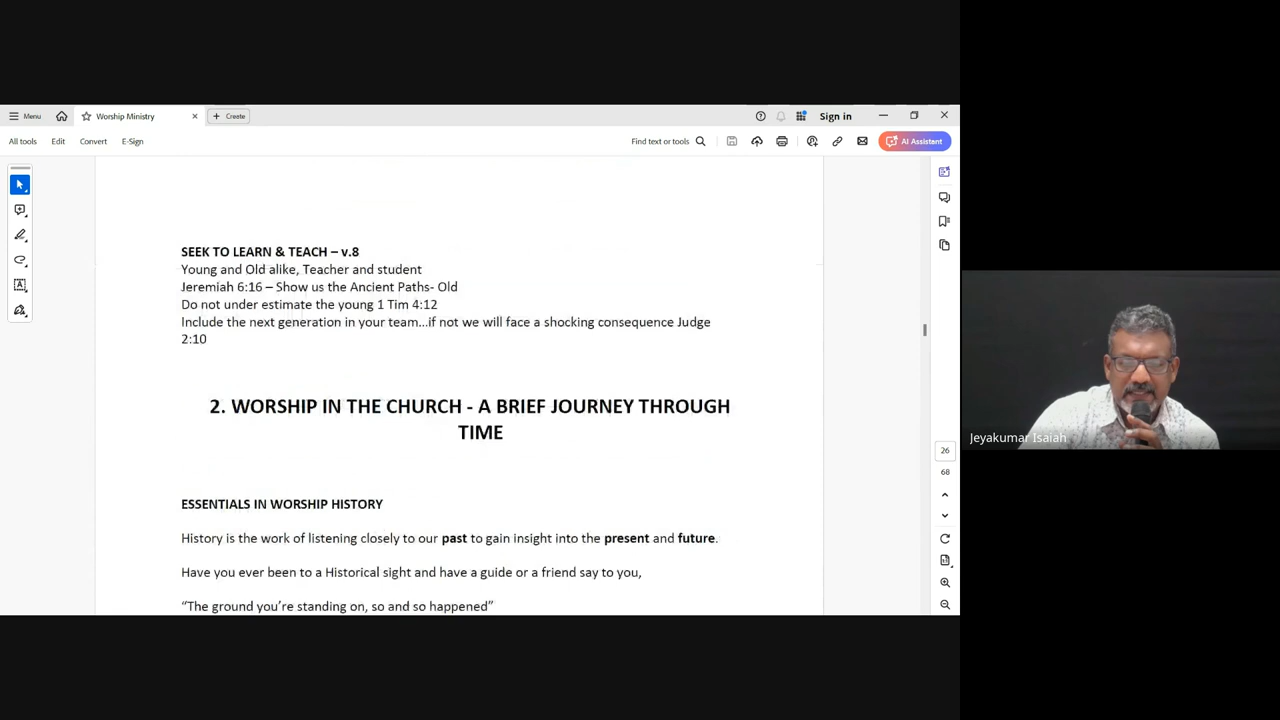 Menu
Worship Ministry
Create
Sign in
All tools
Edit
Convert
E-Sign
Find text or tools
AI Assistant
SEEK TO LEARN & TEACH – v.8
Young and Old alike, Teacher and student
Jeremiah 6:16 – Show us the Ancient Paths- Old
Do not under estimate the young 1 Tim 4:12
Include the next generation in your team...if not we will face a shocking consequence Judge
2:10
2. WORSHIP IN THE CHURCH - A BRIEF JOURNEY THROUGH
TIME
ESSENTIALS IN WORSHIP HISTORY
History is the work of listening closely to our past to gain insight into the present and future.
Have you ever been to a Historical sight and have a guide or a friend say to you,
“The ground you’re standing on, so and so happened”
26
68
Jeyakumar Isaiah